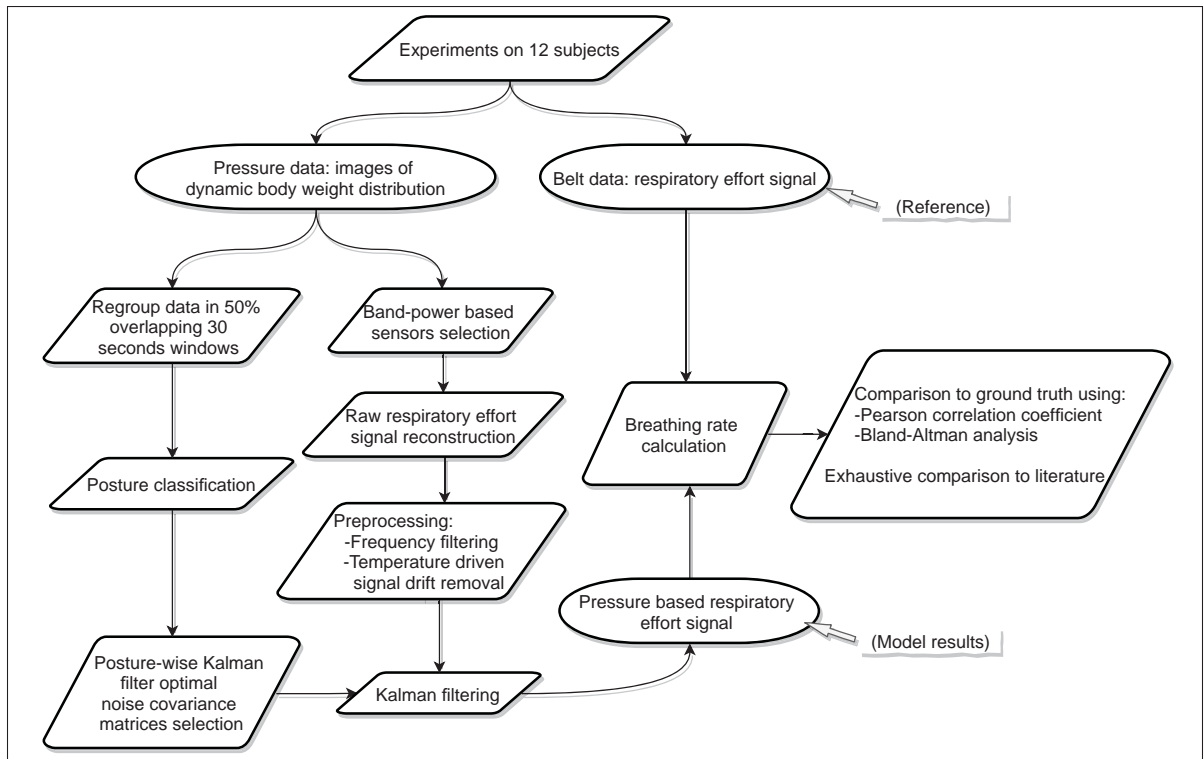 Experiments on 12 subjects
Pressure data: images of
dynamic body weight distribution
Belt data: respiratory effort signal
(Reference)
Regroup data in 50%
overlapping 30
seconds windows
Band-power based
sensors selection
Raw respiratory effort
signal reconstruction
Breathing rate
calculation
Comparison to ground truth using:
-Pearson correlation coefficient
-Bland-Altman analysis
Exhaustive comparison to literature
Posture classification
Preprocessing:
-Frequency filtering
-Temperature driven
signal drift removal
Pressure based respiratory
effort signal
(Model results)
Posture-wise Kalman
filter optimal
noise covariance
matrices selection
Kalman filtering